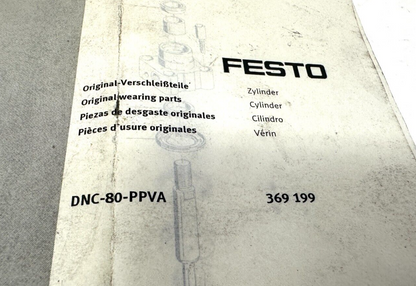 FESTO
Original-Verschleißteile Zylinder
Original wearing parts Cylinder
Piezas de desgaste originales Cilindro
Pièces d'usure originales Vérin
DNC-80-PPVA 369 199